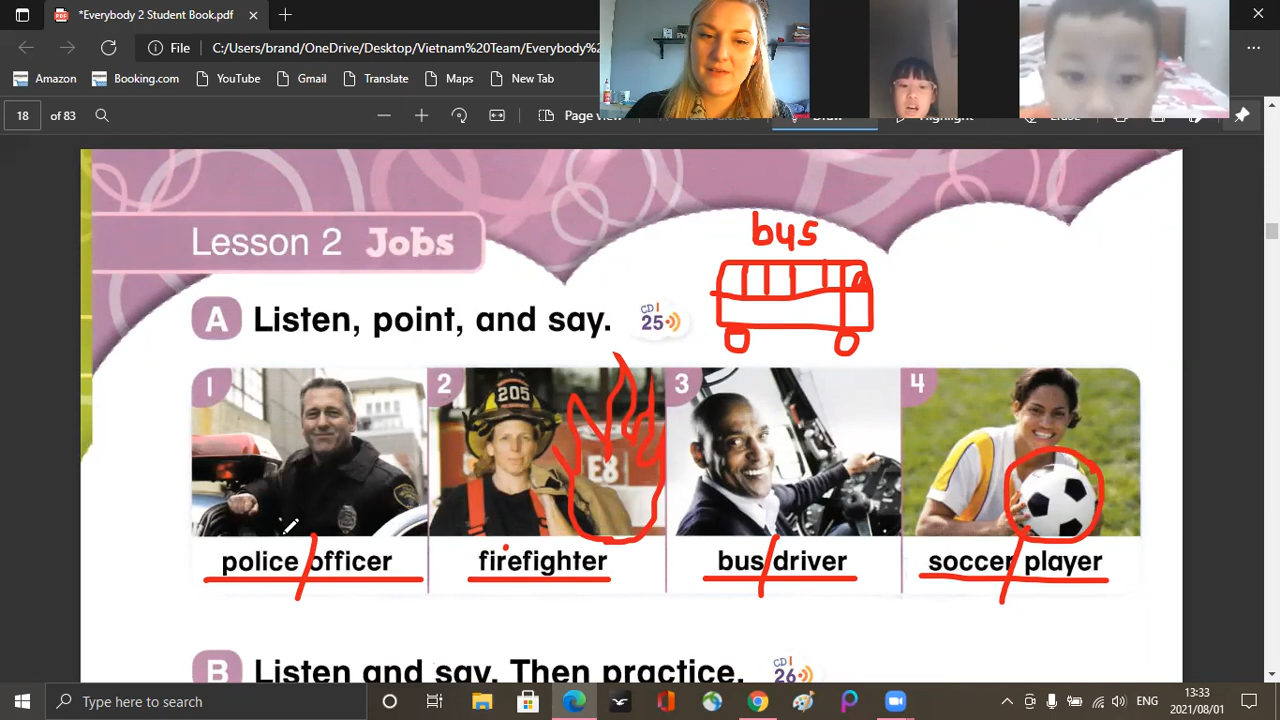 *Everybody 2 Student Book.pdf
File C:/Users/brand/OneDrive/Desktop/Vietnam%20Team/Everybody%
Amazon Booking.com YouTube Gmail Translate Maps New Tab
18 of 83 Page view Draw Highlight Erase
bus
Lesson 2 Jobs
A Listen, point, and say. CD 1 25
1 2 3 4
205
E8
police officer firefighter bus driver soccer player
B Listen and say. Then practice. CD 1 26
Type here to search ENG 13:33
2021/08/01